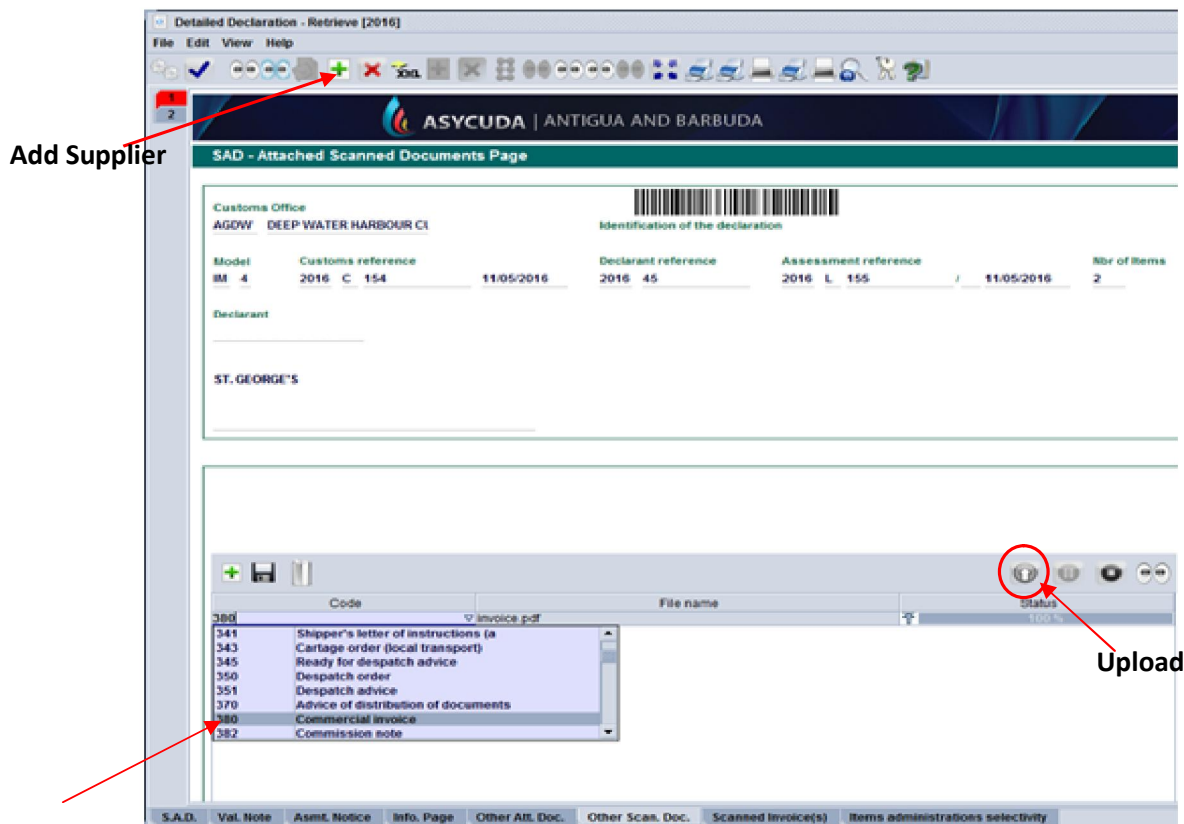 Detailed Declaration - Retrieve [2016]
File Edit View Help
XML
1
2
ASYCUDA | ANTIGUA AND BARBUDA
Add Supplier
SAD - Attached Scanned Documents Page
Customs Office
AGDW DEEP WATER HARBOUR CU
Identification of the declaration
Model Customs reference Declarant reference Assessment reference Nbr of Items
IM 4 2016 C 154 11/05/2016 2016 45 2016 L 155 / 11/05/2016 2
Declarant
ST. GEORGE'S
Code File name Status
380 invoice.pdf 100 %
341 Shipper's letter of instructions (a
343 Cartage order (local transport)
345 Ready for despatch advice
Upload
350 Despatch order
351 Despatch advice
370 Advice of distribution of documents
380 Commercial invoice
382 Commission note
S.A.D. Val. Note Asmt. Notice Info. Page Other Att. Doc. Other Scan. Doc. Scanned Invoice(s) Items administrations selectivity